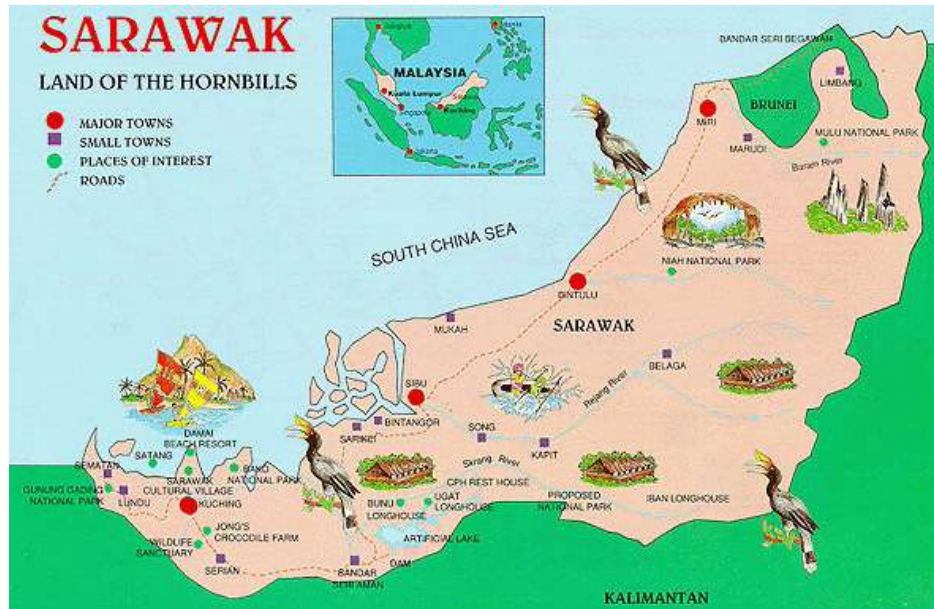 SARAWAK
LAND OF THE HORNBILLS
MAJOR TOWNS
SMALL TOWNS
PLACES OF INTEREST
ROADS
MALAYSIA
Kuala Lumpur
Singapore
Kuching
Jakarta
BANDAR SERI BEGAWAN
LIMBANG
BRUNEI
MIRI
MARUDI
MULU NATIONAL PARK
Baram River
SOUTH CHINA SEA
NIAH NATIONAL PARK
BINTULU
MUKAH
SARAWAK
BELAGA
Rejang River
SIBU
BINTANGOR
SARIKEI
SONG
KAPIT
Skrang River
CPH REST HOUSE
DAMAI
BEACH RESORT
SATANG
SEMATAN
BAKO
NATIONAL PARK
SARAWAK
CULTURAL VILLAGE
GUNUNG GADING
NATIONAL PARK
LUNDU
KUCHING
BUNU
LONGHOUSE
UGAT
LONGHOUSE
PROPOSED
NATIONAL PARK
IBAN LONGHOUSE
JONG'S
CROCODILE FARM
WILDLIFE
SANCTUARY
ARTIFICIAL LAKE
SERIAN
BANDAR
SERI AMAN
DAM
KALIMANTAN